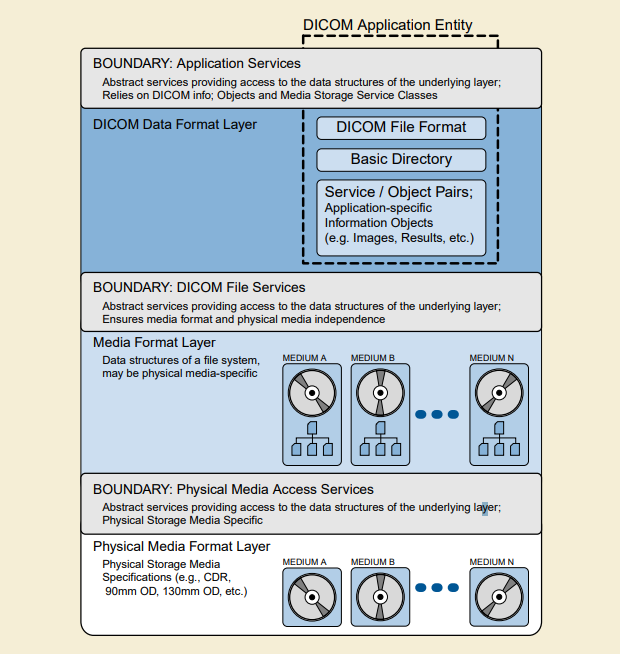 DICOM Application Entity
BOUNDARY: Application Services
Abstract services providing access to the data structures of the underlying layer;
Relies on DICOM info; Objects and Media Storage Service Classes
DICOM Data Format Layer
DICOM File Format
Basic Directory
Service / Object Pairs;
Application-specific
Information Objects
(e.g. Images, Results, etc.)
BOUNDARY: DICOM File Services
Abstract services providing access to the data structures of the underlying layer;
Ensures media format and physical media independence
Media Format Layer
Data structures of a file system,
may be physical media-specific
MEDIUM A
MEDIUM B
MEDIUM N
BOUNDARY: Physical Media Access Services
Abstract services providing access to the data structures of the underlying layer;
Physical Storage Media Specific
Physical Media Format Layer
Physical Storage Media
Specifications (e.g., CDR,
90mm OD, 130mm OD, etc.)
MEDIUM A
MEDIUM B
MEDIUM N